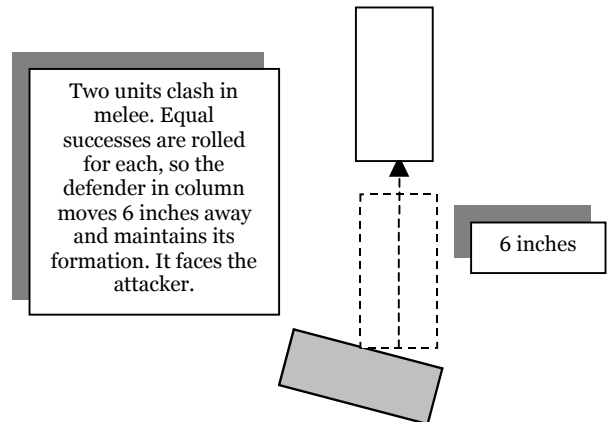 Two units clash in
melee. Equal
successes are rolled
for each, so the
defender in column
moves 6 inches away
and maintains its
formation. It faces the
attacker.
6 inches